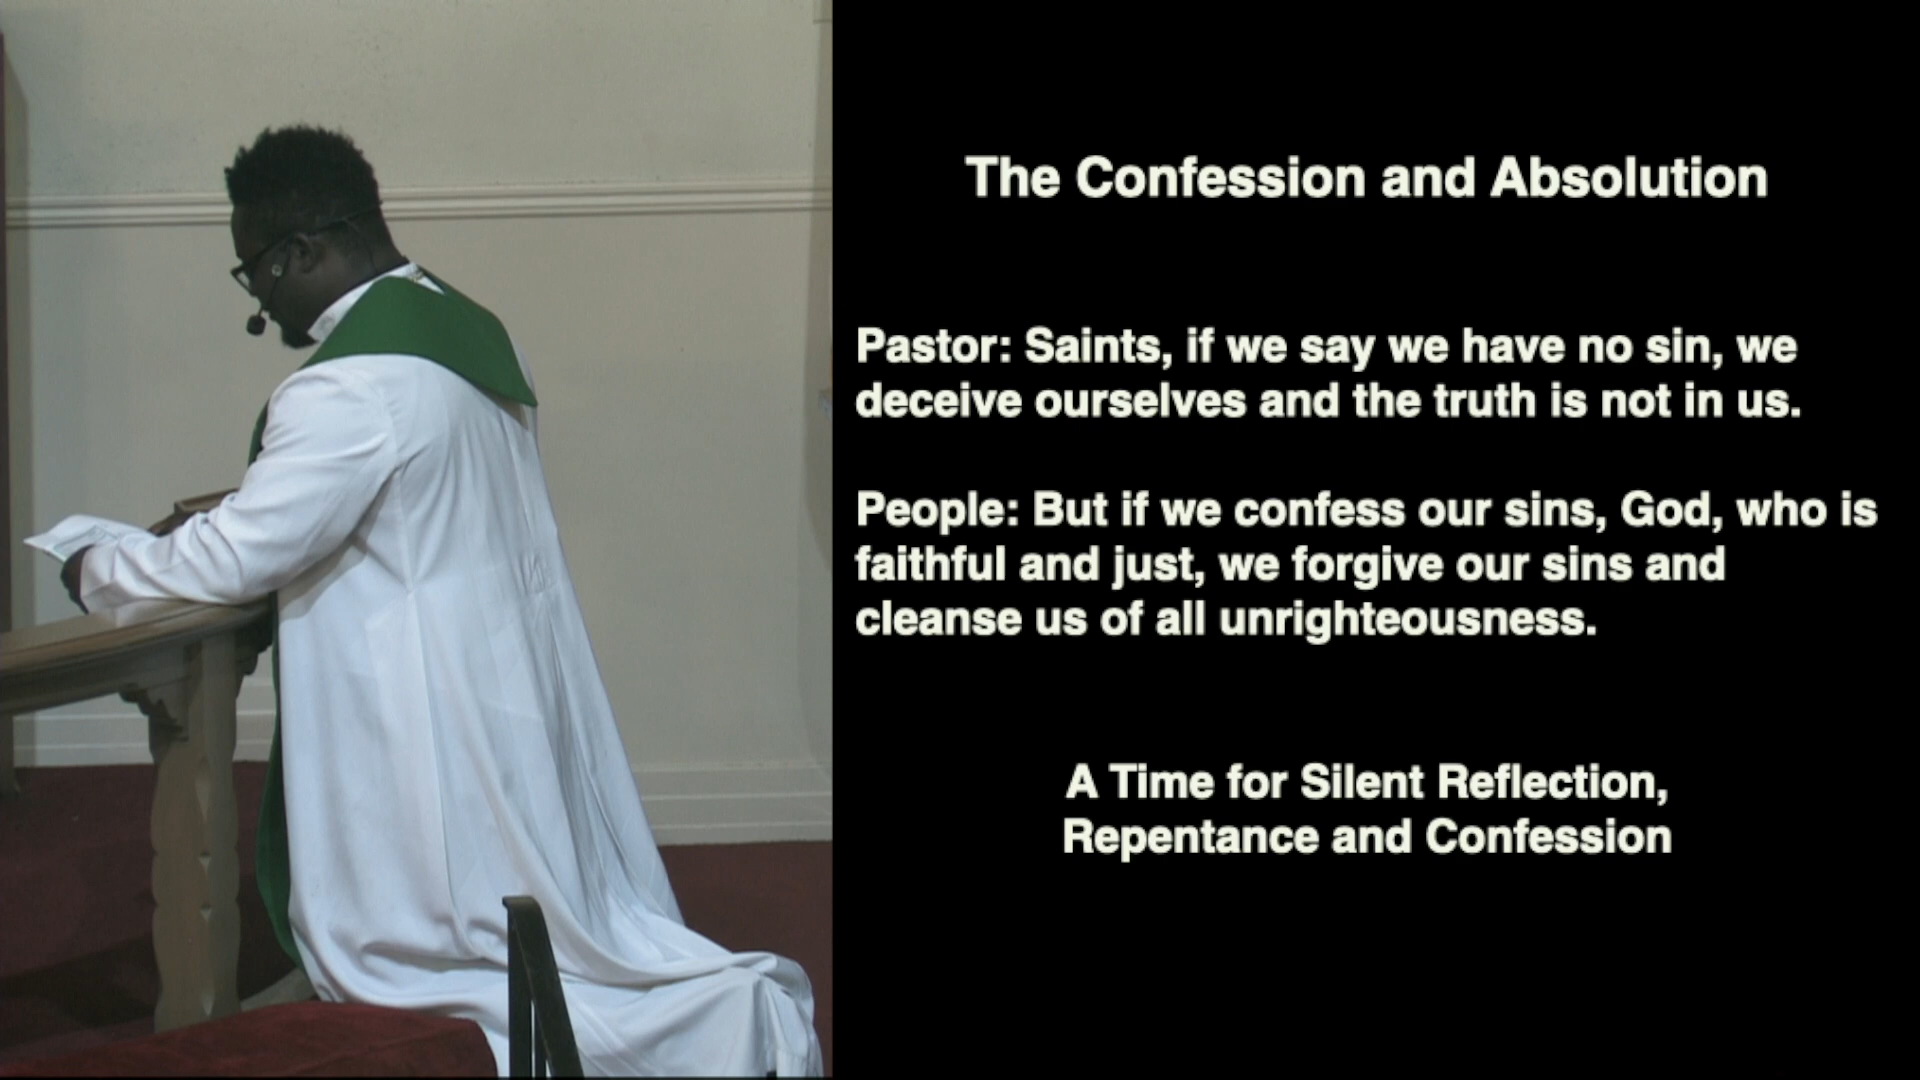 The Confession and Absolution
Pastor: Saints, if we say we have no sin, we
deceive ourselves and the truth is not in us.
People: But if we confess our sins, God, who is
faithful and just, we forgive our sins and
cleanse us of all unrighteousness.
A Time for Silent Reflection,
Repentance and Confession